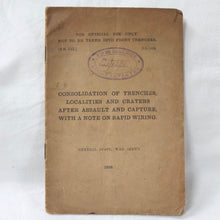 FOR OFFICIAL USE ONLY
NOT TO BE TAKEN INTO FRONT TRENCHES.
CONSOLIDATION OF TRENCHES,
LOCALITIES AND CRATERS
AFTER ASSAULT AND CAPTURE,
WITH A NOTE ON RAPID WIRING.
GENERAL STAFF, WAR OFFICE